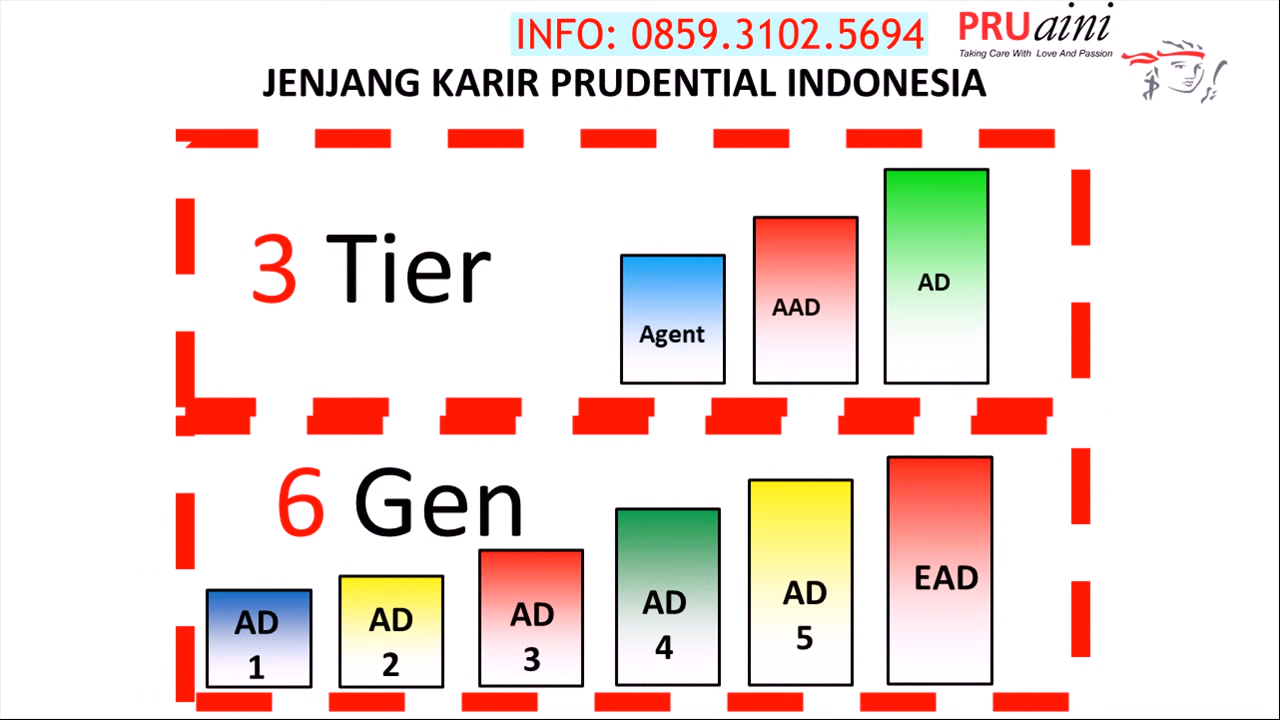 INFO: 0859.3102.5694
PRUaini
Taking Care With Love And Passion
JENJANG KARIR PRUDENTIAL INDONESIA
3 Tier
Agent
AAD
AD
6 Gen
AD
1
AD
2
AD
3
AD
4
AD
5
EAD